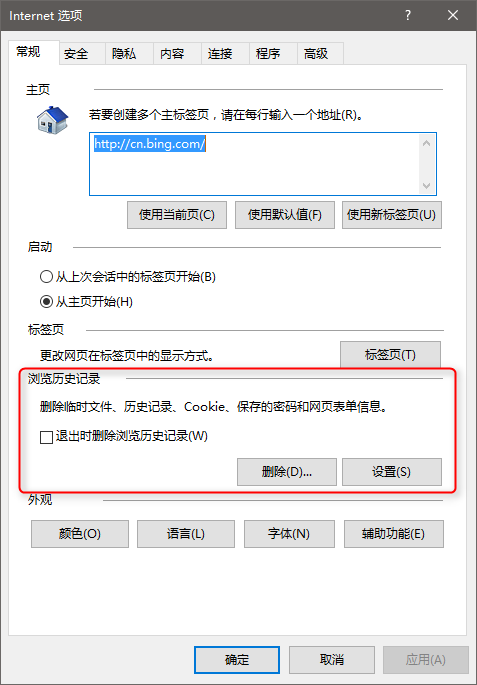 Internet 选项
常规 安全 隐私 内容 连接 程序 高级
主页
若要创建多个主标签页，请在每行输入一个地址(R)。
http://cn.bing.com/
使用当前页(C) 使用默认值(F) 使用新标签页(U)
启动
从上次会话中的标签页开始(B)
从主页开始(H)
标签页
更改网页在标签页中的显示方式。 标签页(T)
浏览历史记录
删除临时文件、历史记录、Cookie、保存的密码和网页表单信息。
退出时删除浏览历史记录(W)
删除(D)... 设置(S)
外观
颜色(O) 语言(L) 字体(N) 辅助功能(E)
确定 取消 应用(A)